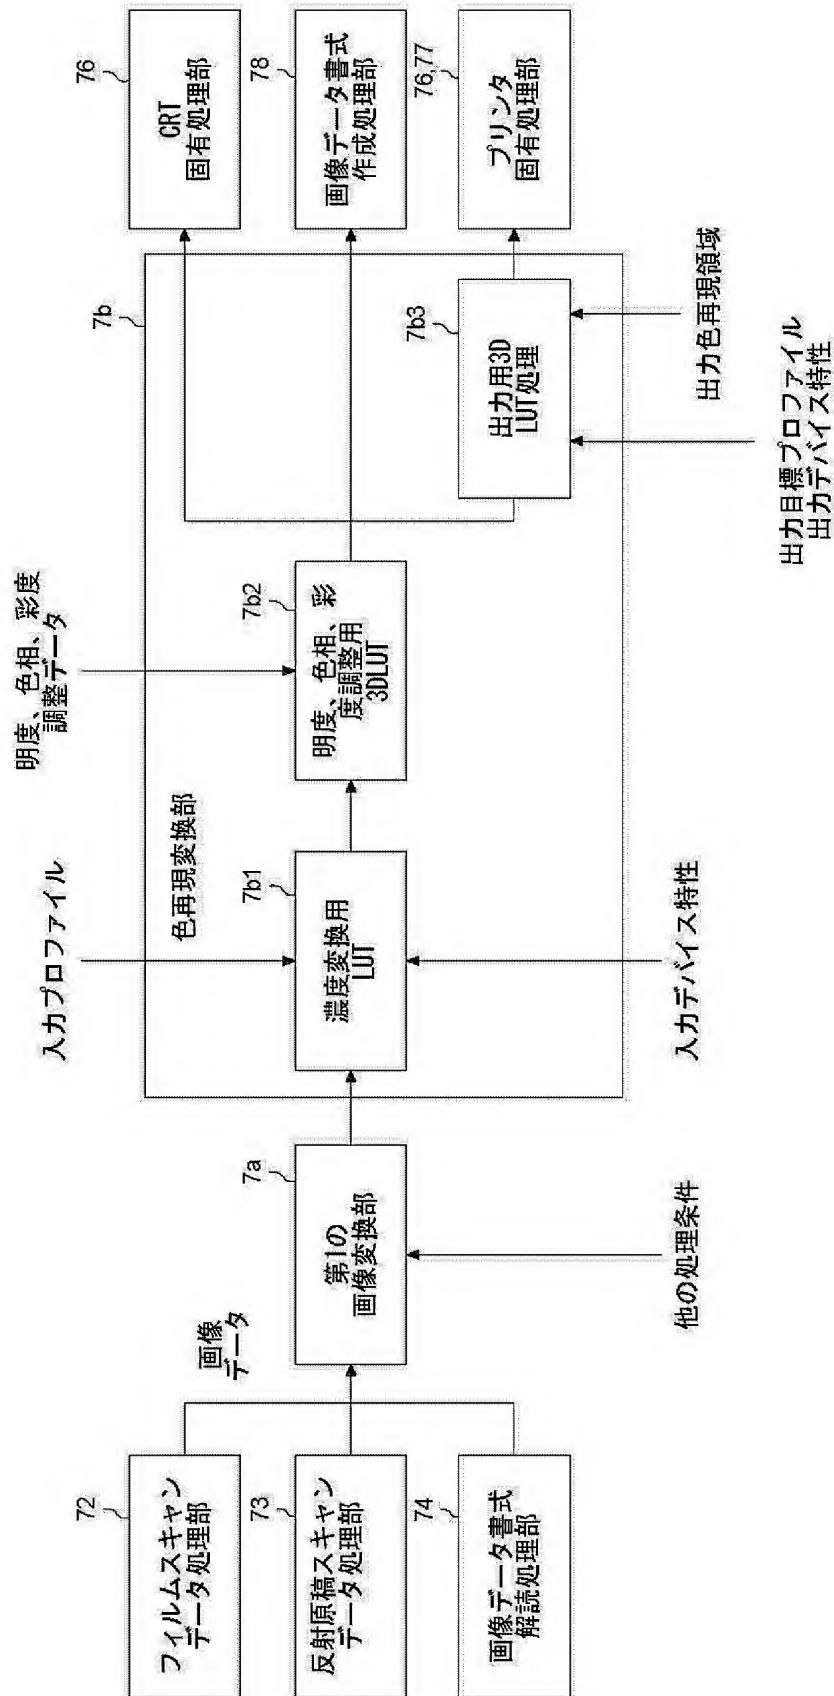 72
フィルムスキャン
データ処理部
73
反射原稿スキャン
データ処理部
74
画像データ書式
解読処理部
画像
データ
7a
第1の
画像変換部
他の処理条件
7b
色再現変換部
入力プロファイル
7b1
濃度変換用
LUT
入力デバイス特性
明度、色相、彩度
調整データ
7b2
明度、色相、彩
度調整用
3DLUT
7b3
出力用3D
LUT処理
出力目標プロファイル
出力デバイス特性
出力色再現領域
76
CRT
固有処理部
78
画像データ書式
作成処理部
76,77
プリンタ
固有処理部